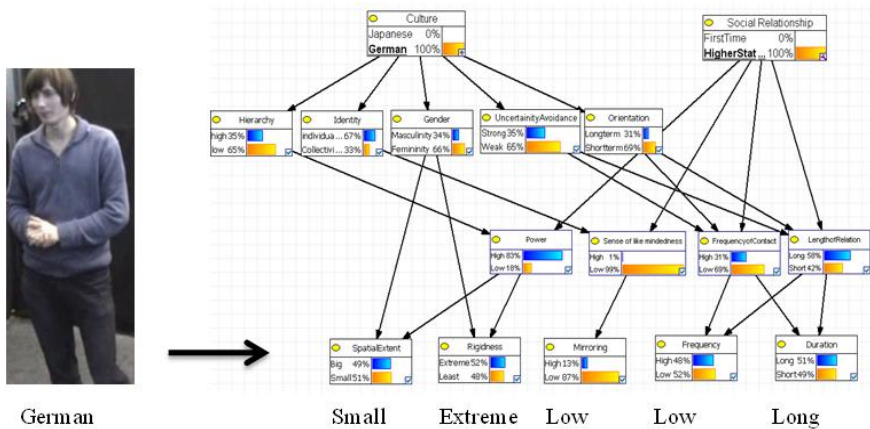 Culture
Japanese 0%
German 100%
Social Relationship
FirstTime 0%
HigherStat ... 100%
Hierarchy
high 35%
low 65%
Identity
individua ... 67%
Collectivi ... 33%
Gender
Masculinity 34%
Femininity 66%
UncertainityAvoidance
Strong 35%
Weak 65%
Orientation
Longterm 31%
Shortterm 69%
Power
High 83%
Low 18%
Sense of like mindedness
High 1%
Low 99%
FrequencyofContact
High 31%
Low 69%
LengthofRelation
Long 58%
Short 42%
SpatialExtent
Big 49%
Small 51%
Rigidness
Extreme 52%
Least 48%
Mirroring
High 13%
Low 87%
Frequency
High 48%
Low 52%
Duration
Long 51%
Short 49%
German Small Extreme Low Low Long